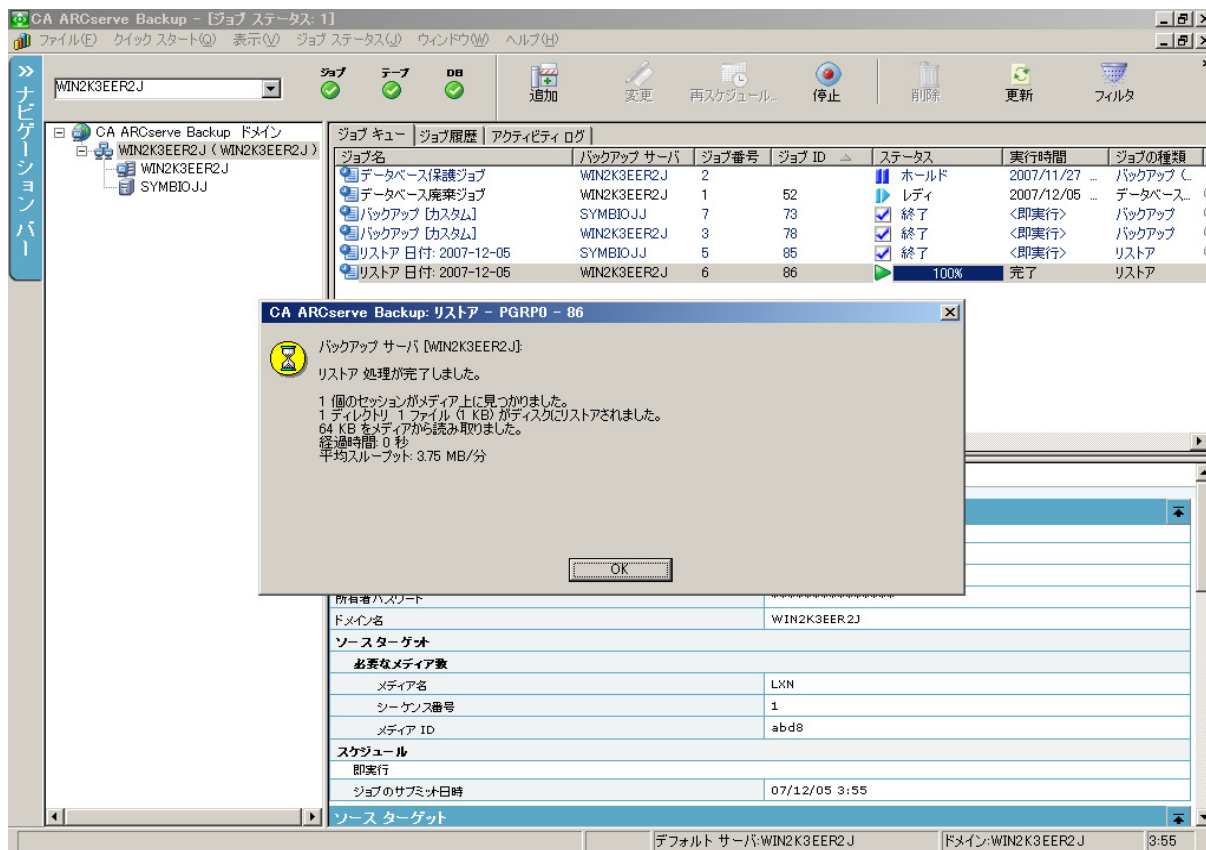 CA ARCserve Backup - [ジョブ ステータス: 1]
ファイル(F) クイック スタート(Q) 表示(V) ジョブ ステータス(J) ウィンドウ(W) ヘルプ(H)
WIN2K3EER2J
ジョブ テープ DB
追加 変更 再スケジュール... 停止 削除 更新 フィルタ
ナビゲーション バー
CA ARCserve Backup ドメイン
WIN2K3EER2J ( WIN2K3EER2J )
WIN2K3EER2J
SYMBIOJJ
ジョブ キュー ジョブ履歴 アクティビティ ログ
ジョブ名 バックアップ サーバ ジョブ番号 ジョブ ID ステータス 実行時間 ジョブの種類
データベース保護ジョブ WIN2K3EER2J 2 ホールド 2007/11/27 ... バックアップ (...
データベース廃棄ジョブ WIN2K3EER2J 1 52 レディ 2007/12/05 ... データベース...
バックアップ [カスタム] SYMBIOJJ 7 73 終了 <即実行> バックアップ
バックアップ [カスタム] WIN2K3EER2J 3 78 終了 <即実行> バックアップ
リストア 日付: 2007-12-05 SYMBIOJJ 5 85 終了 <即実行> リストア
リストア 日付: 2007-12-05 WIN2K3EER2J 6 86 100% 完了 リストア
CA ARCserve Backup: リストア - PGRP0 - 86
バックアップ サーバ [WIN2K3EER2J]:
リストア 処理が完了しました。
1 個のセッションがメディア上に見つかりました。
1 ディレクトリ 1 ファイル (1 KB) がディスクにリストアされました。
64 KB をメディアから読み取りました。
経過時間: 0 秒
平均スループット: 3.75 MB/分
OK
所有者パスワード
ドメイン名 WIN2K3EER2J
ソース ターゲット
必要なメディア数
メディア名 LXN
シーケンス番号 1
メディア ID abd8
スケジュール
即実行
ジョブのサブミット日時 07/12/05 3:55
ソース ターゲット
デフォルト サーバ:WIN2K3EER2J ドメイン:WIN2K3EER2J 3:55